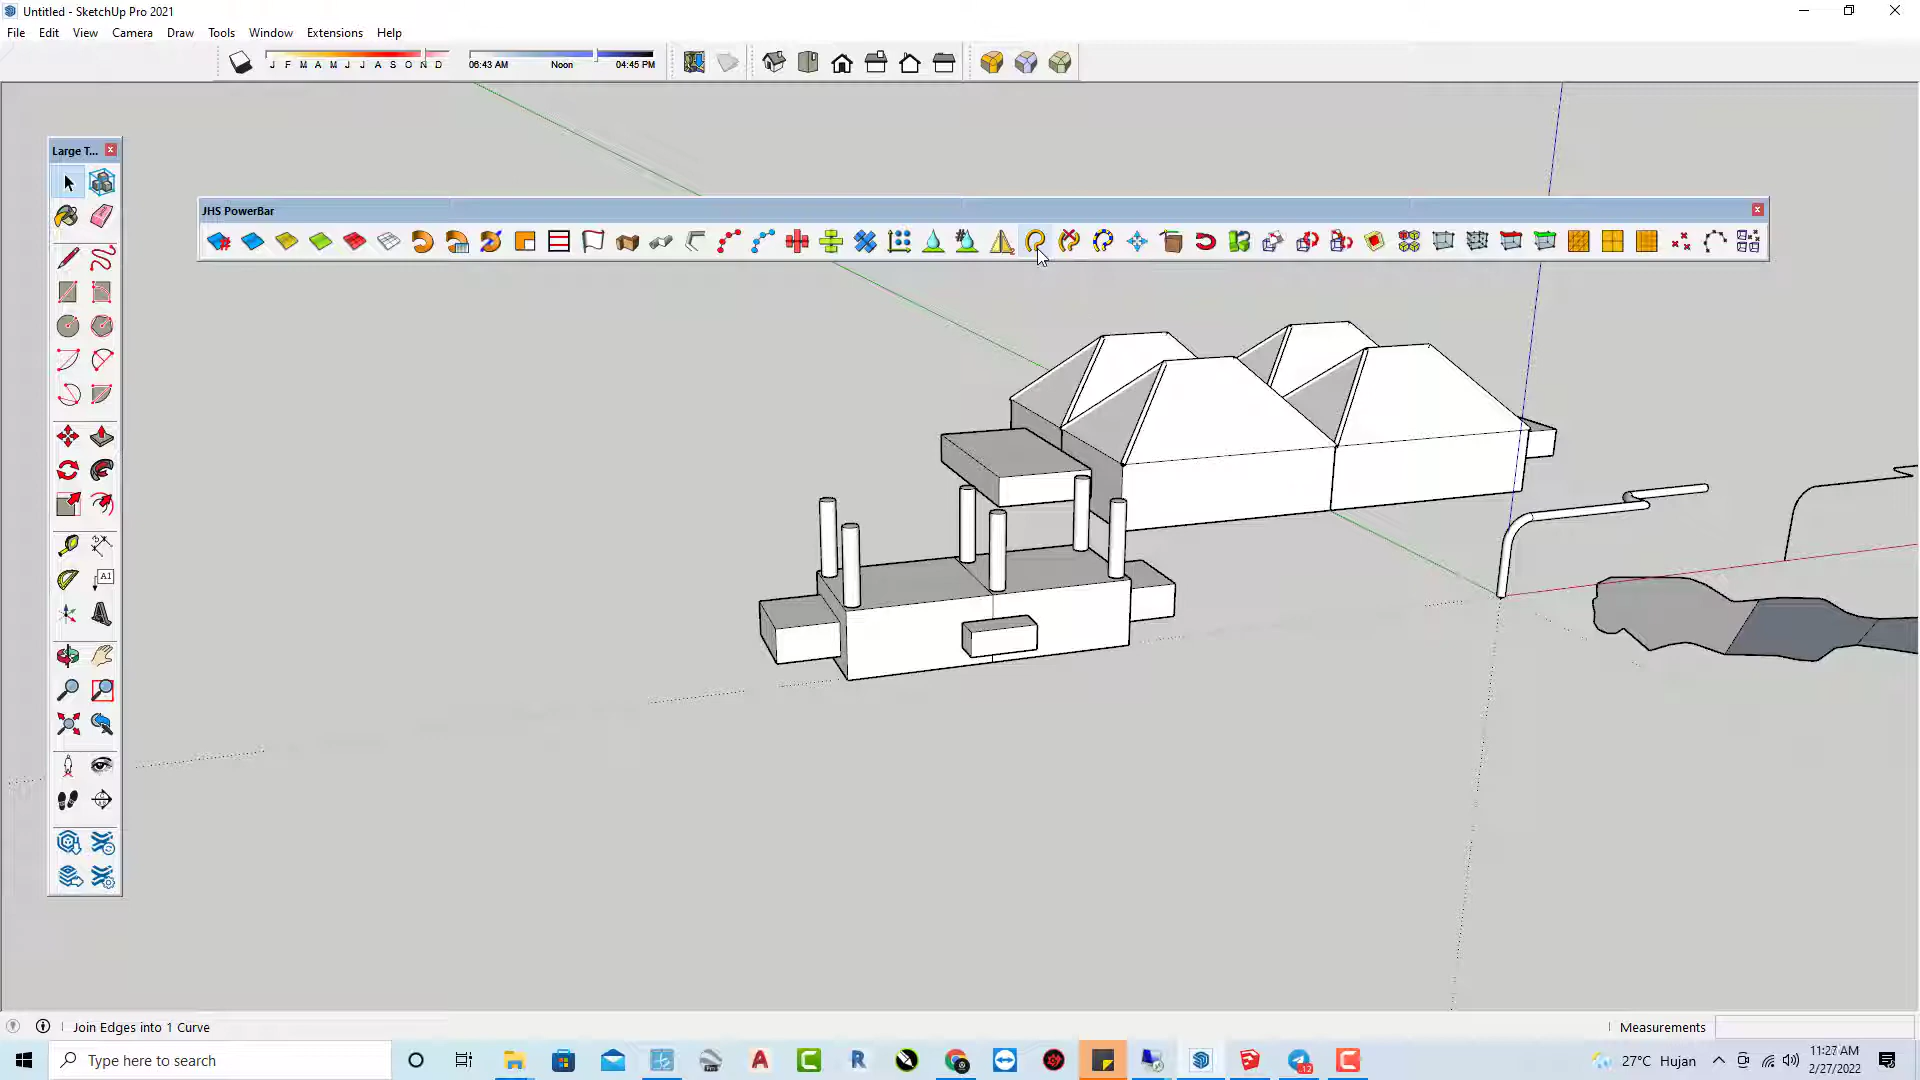 Untitled - SketchUp Pro 2021
File Edit View Camera Draw Tools Window Extensions Help
J F M A M J J A S O N D
06:43 AM Noon 04:45 PM
Large T...
JHS PowerBar
A1
Join Edges into 1 Curve
Measurements
Type here to search
12
27°C Hujan
11:27 AM
2/27/2022